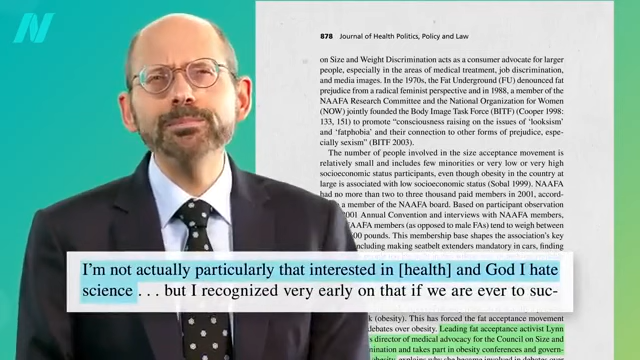 878 Journal of Health Politics, Policy and Law
on Size and Weight Discrimination acts as a consumer advocate for larger
people, especially in the areas of medical treatment, job discrimination,
and media images. In the 1970s, the Fat Underground (FU) denounced fat
prejudice from a radical feminist perspective and in 1988, a member of the
NAAFA Research Committee and the National Organization for Women
(NOW) jointly founded the Body Image Task Force (BITF) (Cooper 1998:
133, 151) to promote “consciousness raising on the issues of ‘looksism’
and ‘fatphobia’ and their connection to other forms of prejudice, espe-
cially sexism” (BITF 2003).
The number of people involved in the size acceptance movement is
relatively small and includes few minorities or very low or very high
socioeconomic status participants, even though obesity in the country at
large is associated with low socioeconomic status (Sobal 1999). NAAFA
had no more than two to three thousand paid members in 2001, accord-
a member of the NAAFA board. Based on participant observation
2001 Annual Convention and interviews with NAAFA members,
AAFA members (as opposed to male FAs) tend to weigh between
500 pounds. This membership base shapes the association's key
including making seatbelt extenders mandatory in cars, finding
I’m not actually particularly that interested in [health] and God I hate
science . . . but I recognized very early on that if we are ever to suc-
(obesity). This has forced the fat acceptance movement
debates over obesity. Leading fat acceptance activist Lynn
s director of medical advocacy for the Council on Size and
mination and takes part in obesity conferences and govern-